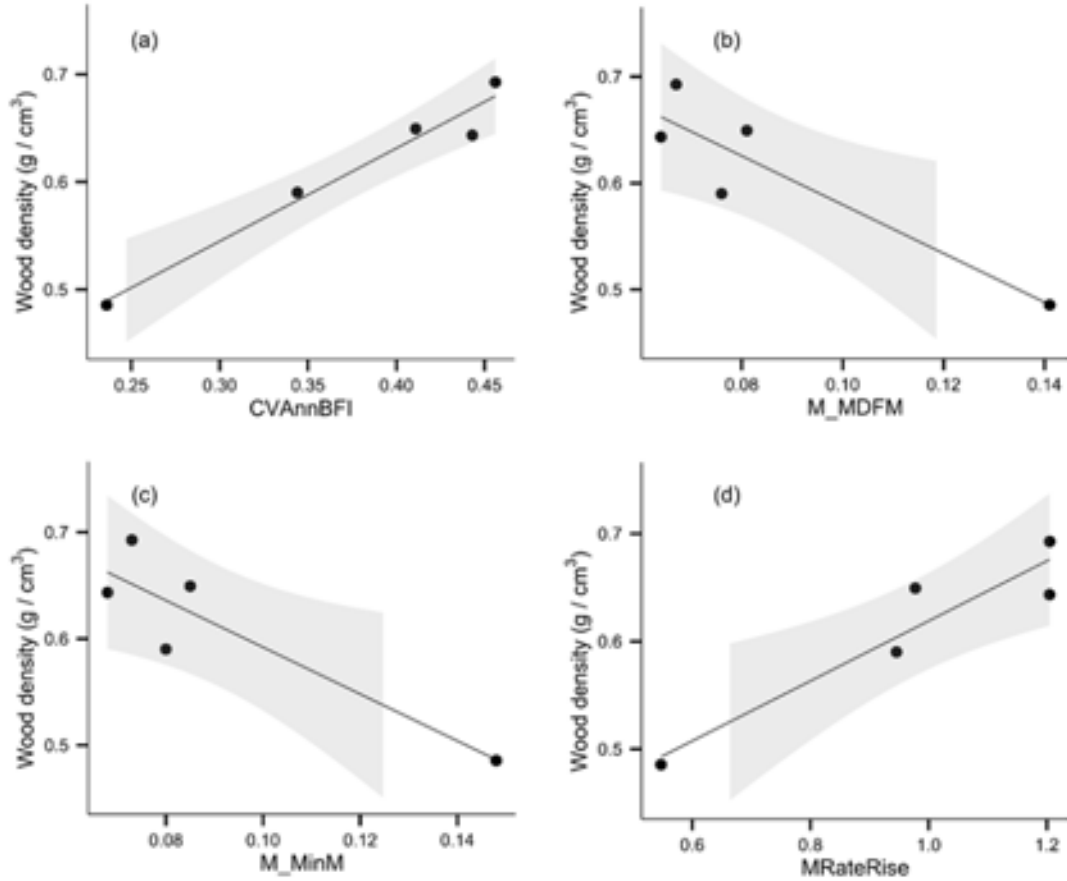 (a)
Wood density (g / cm³)
0.7
0.6
0.5
0.25 0.30 0.35 0.40 0.45
CVAnnBFI
(b)
Wood density (g / cm³)
0.7
0.6
0.5
0.08 0.10 0.12 0.14
M_MDFM
(c)
Wood density (g / cm³)
0.7
0.6
0.5
0.08 0.10 0.12 0.14
M_MinM
(d)
Wood density (g / cm³)
0.7
0.6
0.5
0.6 0.8 1.0 1.2
MRateRise